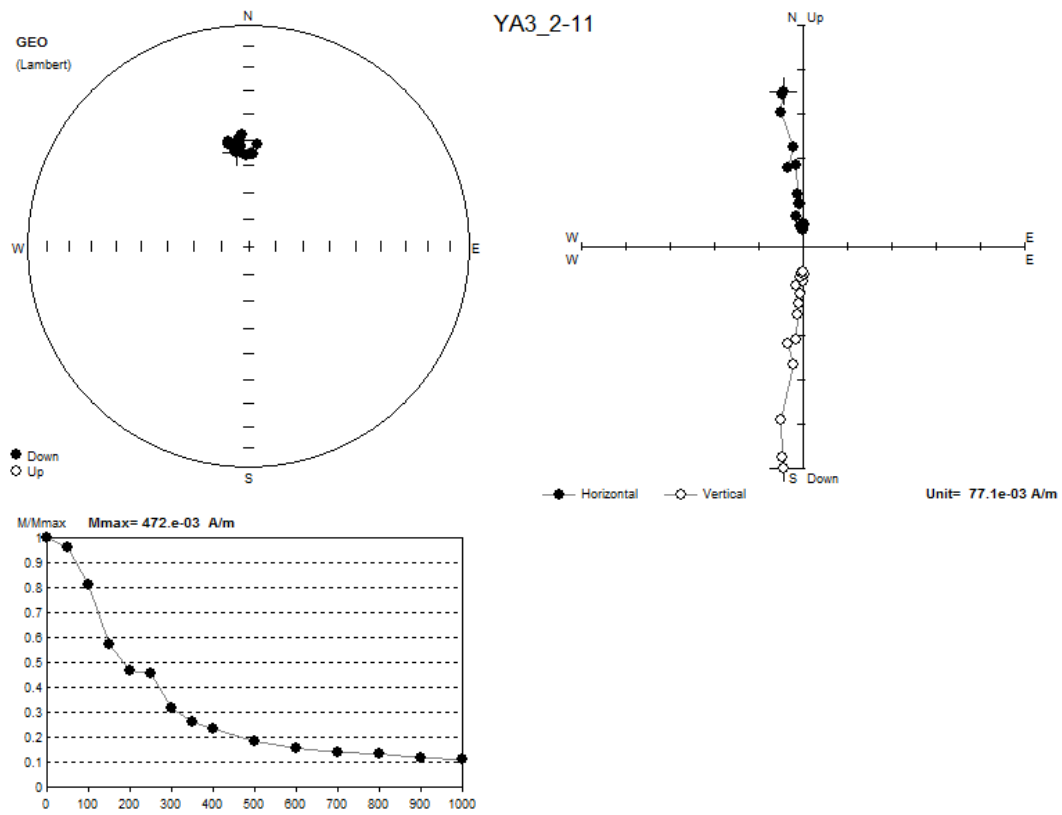 YA3_2-11
GEO
(Lambert)
N
W
E
S
Down
Up
N Up
W
E
W
E
S Down
Horizontal
Vertical
Unit= 77.1e-03 A/m
M/Mmax Mmax= 472.e-03 A/m
1
0.9
0.8
0.7
0.6
0.5
0.4
0.3
0.2
0.1
0
0 100 200 300 400 500 600 700 800 900 1000